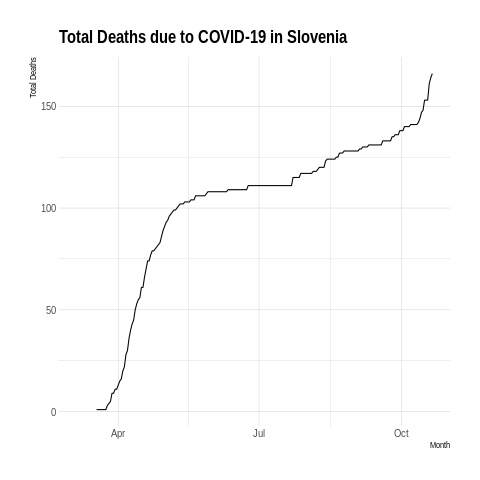 Total Deaths due to COVID-19 in Slovenia
Total Deaths
150
100
50
0
Apr Jul Oct
Month